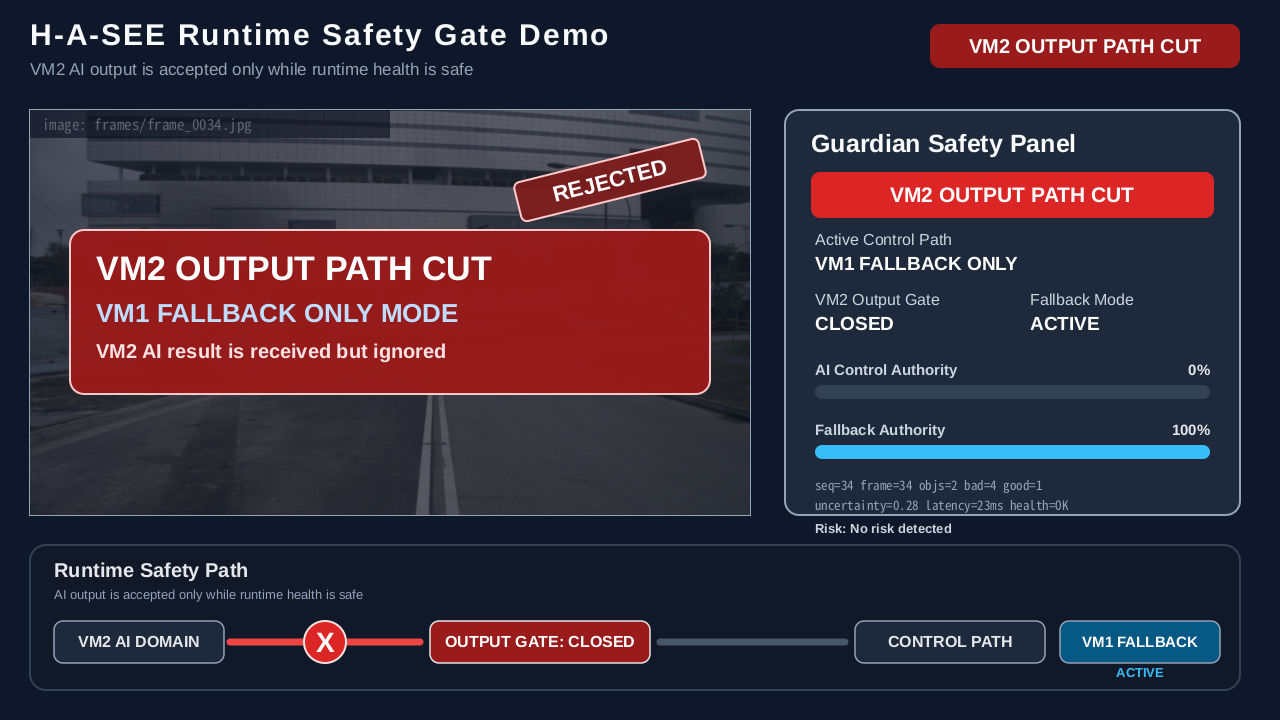 H-A-SEE Runtime Safety Gate Demo
VM2 AI output is accepted only while runtime health is safe
VM2 OUTPUT PATH CUT
image: frames/frame_0034.jpg
REJECTED
VM2 OUTPUT PATH CUT
VM1 FALLBACK ONLY MODE
VM2 AI result is received but ignored
Guardian Safety Panel
VM2 OUTPUT PATH CUT
Active Control Path
VM1 FALLBACK ONLY
VM2 Output Gate
CLOSED
Fallback Mode
ACTIVE
AI Control Authority 0%
Fallback Authority 100%
seq=34 frame=34 objs=2 bad=4 good=1
uncertainty=0.28 latency=23ms health=OK
Risk: No risk detected
Runtime Safety Path
AI output is accepted only while runtime health is safe
VM2 AI DOMAIN
X
OUTPUT GATE: CLOSED
CONTROL PATH
VM1 FALLBACK
ACTIVE